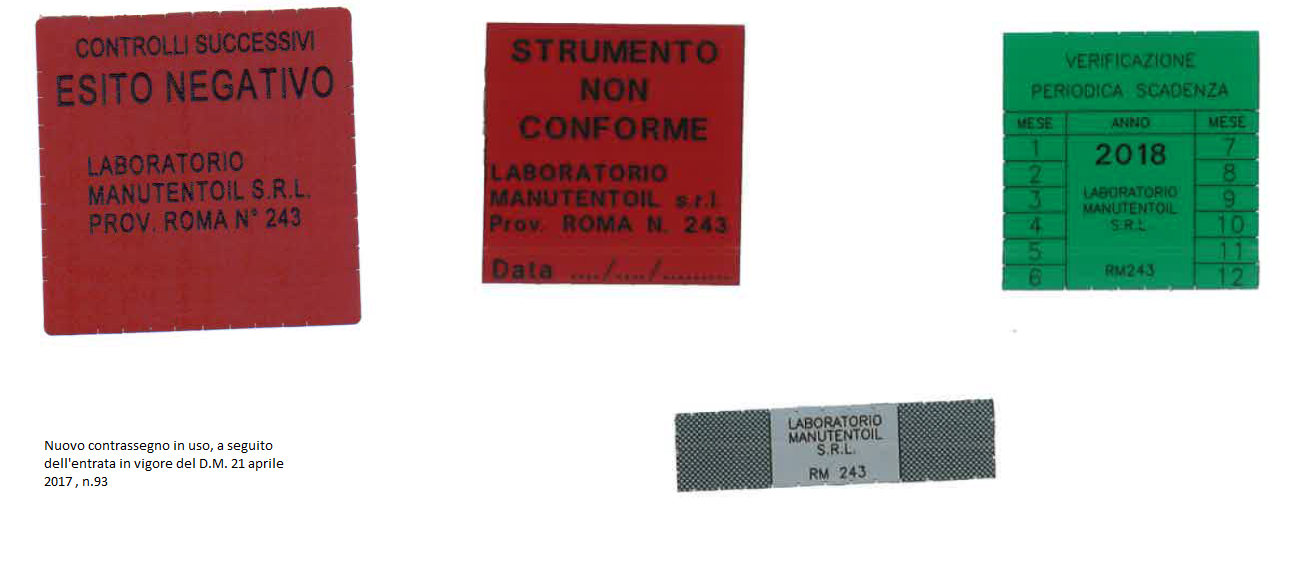 CONTROLLI SUCCESSIVI
ESITO NEGATIVO
LABORATORIO
MANUTENTOIL S.R.L.
PROV. ROMA N° 243
STRUMENTO
NON
CONFORME
LABORATORIO
MANUTENTOIL s.r.l.
Prov. ROMA N. 243
Data ..../..../.........
VERIFICAZIONE
PERIODICA SCADENZA
MESE ANNO MESE
1 2018 7
2 8
3 LABORATORIO 9
MANUTENTOIL
4 S.R.L. 10
5 11
6 RM243 12
Nuovo contrassegno in uso, a seguito
dell'entrata in vigore del D.M. 21 aprile
2017 , n.93
LABORATORIO
MANUTENTOIL
S.R.L.
RM 243